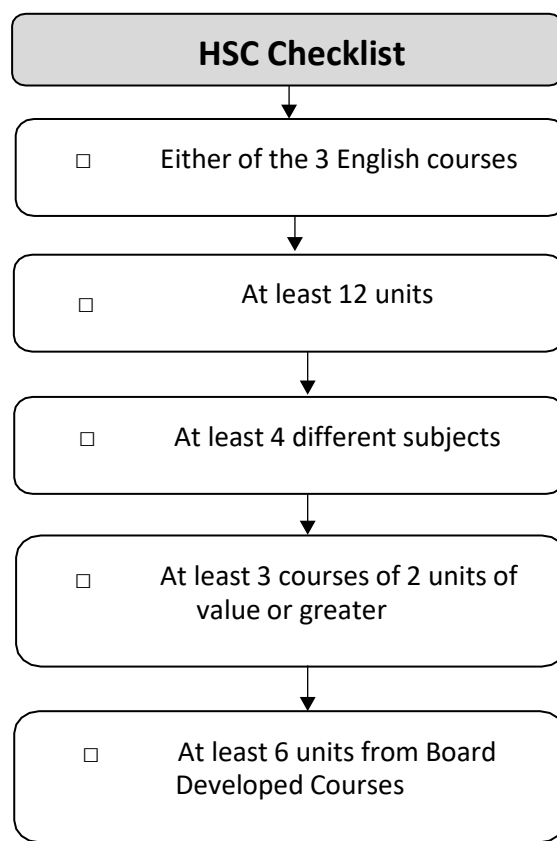 HSC Checklist
□ Either of the 3 English courses
□ At least 12 units
□ At least 4 different subjects
□ At least 3 courses of 2 units of
value or greater
□ At least 6 units from Board
Developed Courses